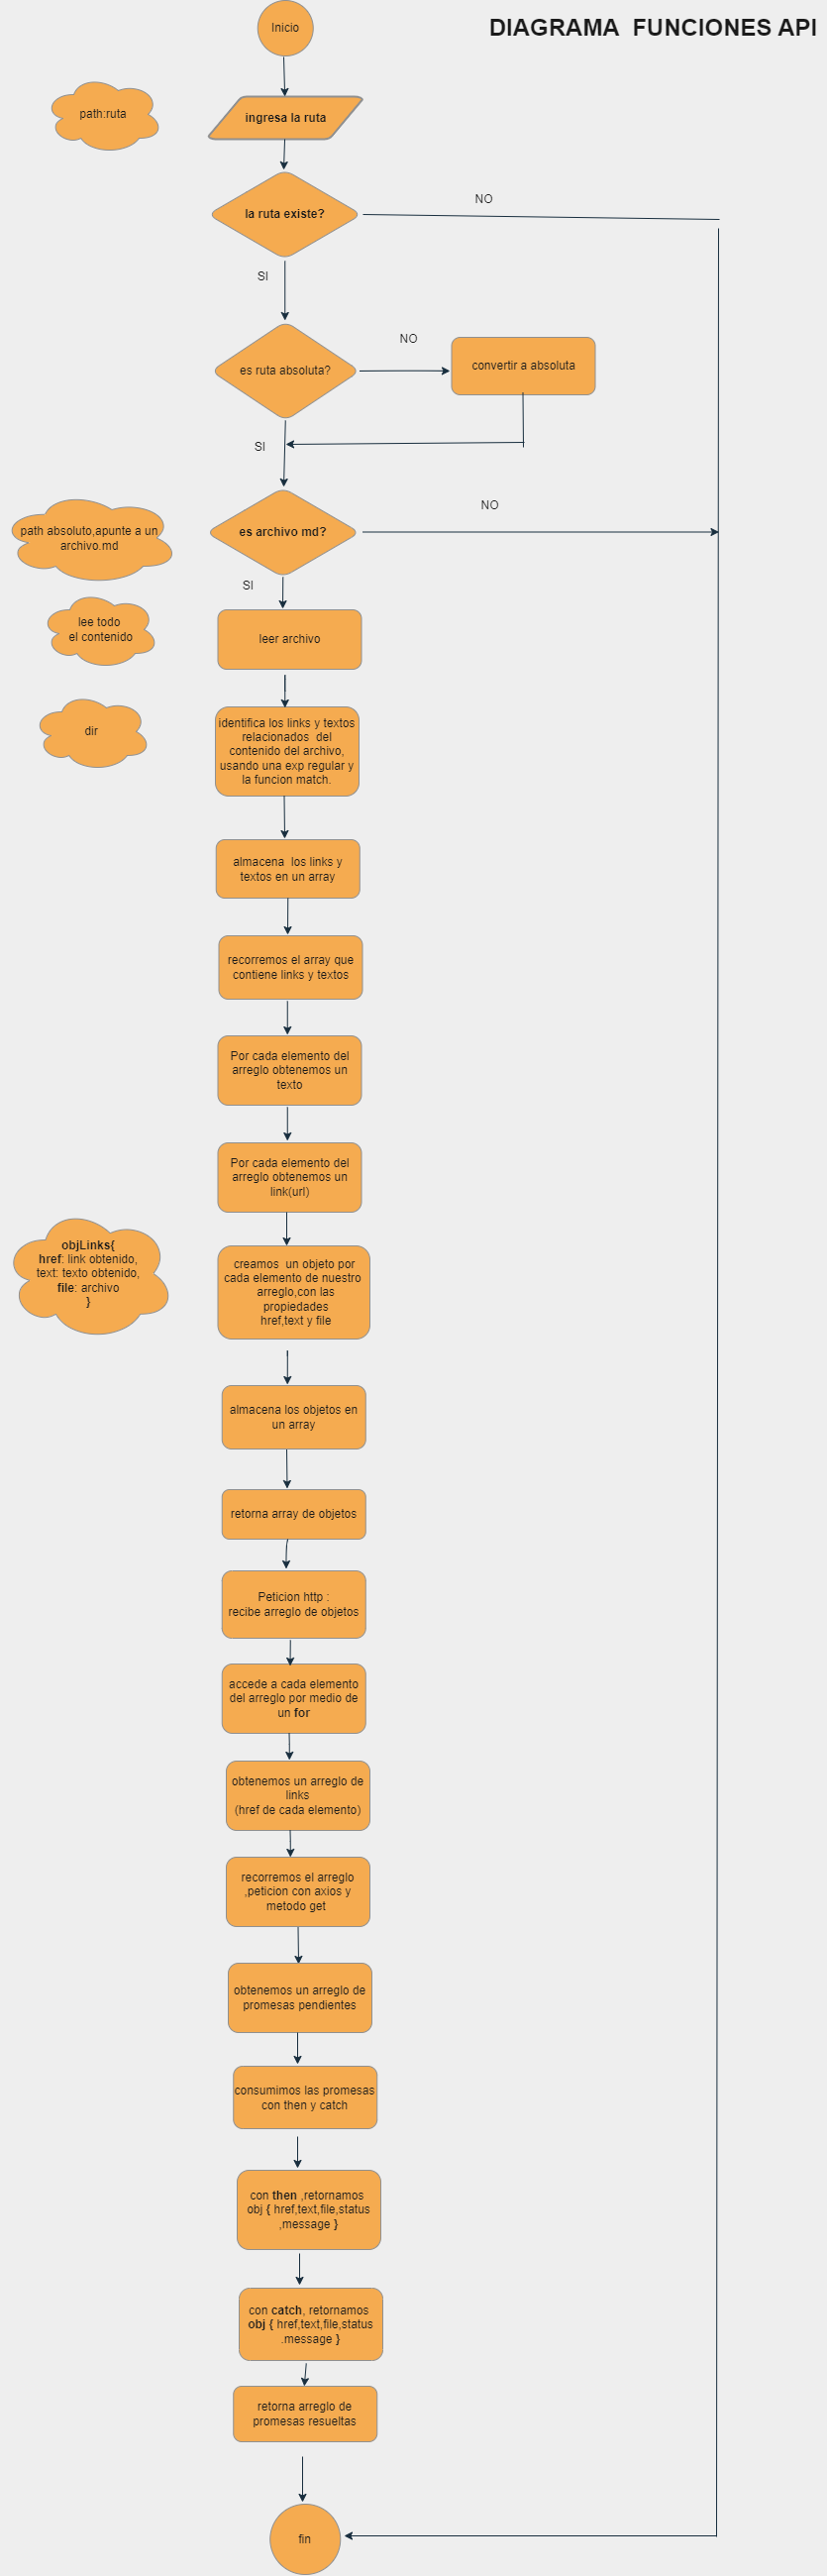 DIAGRAMA  FUNCIONES API
Inicio
path:ruta
ingresa la ruta
la ruta existe?
NO
SI
es ruta absoluta?
NO
convertir a absoluta
SI
path absoluto,apunte a un
archivo.md
es archivo md?
NO
SI
lee todo
el contenido
leer archivo
dir
identifica los links y textos
relacionados  del
contenido del archivo,
usando una exp regular y
la funcion match.
almacena  los links y
textos en un array
recorremos el array que
contiene links y textos
Por cada elemento del
arreglo obtenemos un
texto
Por cada elemento del
arreglo obtenemos un
link(url)
objLinks{
href: link obtenido,
text: texto obtenido,
file: archivo
}
creamos  un objeto por
cada elemento de nuestro
arreglo,con las
propiedades
href,text y file
almacena los objetos en
un array
retorna array de objetos
Peticion http :
recibe arreglo de objetos
accede a cada elemento
del arreglo por medio de
un for
obtenemos un arreglo de
links
(href de cada elemento)
recorremos el arreglo
,peticion con axios y
metodo get
obtenemos un arreglo de
promesas pendientes
consumimos las promesas
con then y catch
con then ,retornamos
obj { href,text,file,status
,message }
con catch, retornamos
obj { href,text,file,status
.message }
retorna arreglo de
promesas resueltas
fin